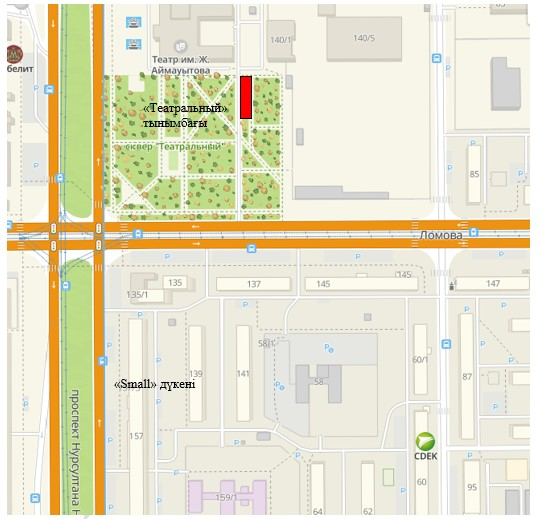 140/1
140/5
белит
Театр им. Ж.
Аймауытова
«Театральный»
тынымбағы
сквер "Театральный"
85
Ломова
135/1
135
137
145
145
147
58/1
139
141
58
60/1
87
«Small» дүкені
157
проспект Нурсултана Н
CDEK
159/1
64
62
60
95